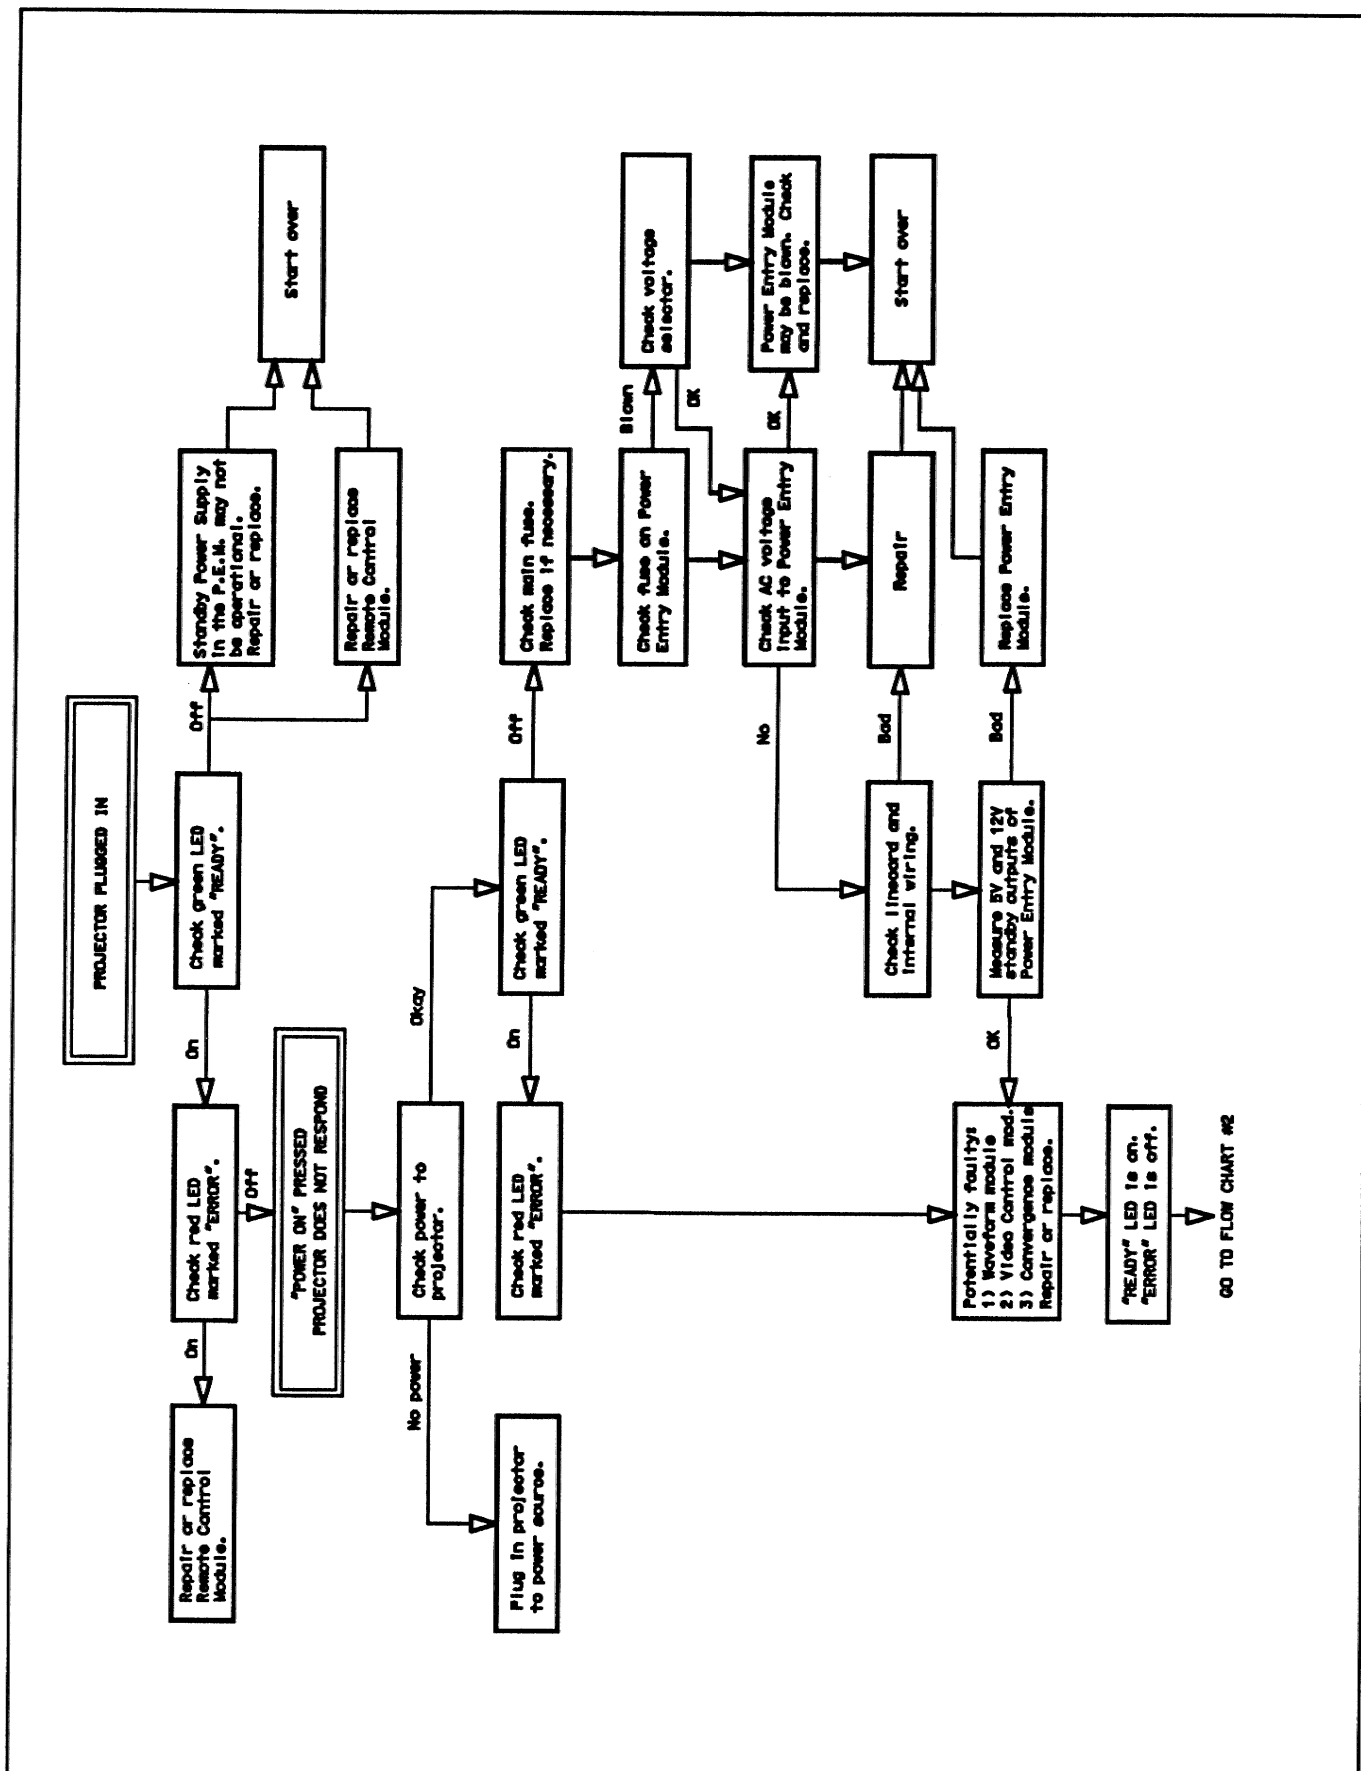 PROJECTOR PLUGGED IN
Check green LED
marked "READY".
On
Off
Check red LED
marked "ERROR".
On
Off
Repair or replace
Remote Control
Module.
Standby Power Supply
in the P.E.M. may not
be operational.
Repair or replace.
Repair or replace
Remote Control
Module.
Start over
"POWER ON" PRESSED
PROJECTOR DOES NOT RESPOND
Check power to
projector.
No power
Okay
Plug in projector
to power source.
Check green LED
marked "READY".
On
Off
Check red LED
marked "ERROR".
Check main fuse.
Replace if necessary.
Check fuse on Power
Entry Module.
Blown
Check voltage
selector.
OK
Check AC voltage
input to Power Entry
Module.
OK
No
Power Entry Module
may be blown. Check
and replace.
Check linecord and
internal wiring.
Bad
Repair
Start over
Measure 5V and 12V
standby outputs of
Power Entry Module.
Bad
OK
Replace Power Entry
Module.
Potentially faulty:
1) Waveform module
2) Video Control mod.
3) Convergence module
Repair or replace.
"READY" LED is on.
"ERROR" LED is off.
GO TO FLOW CHART #2